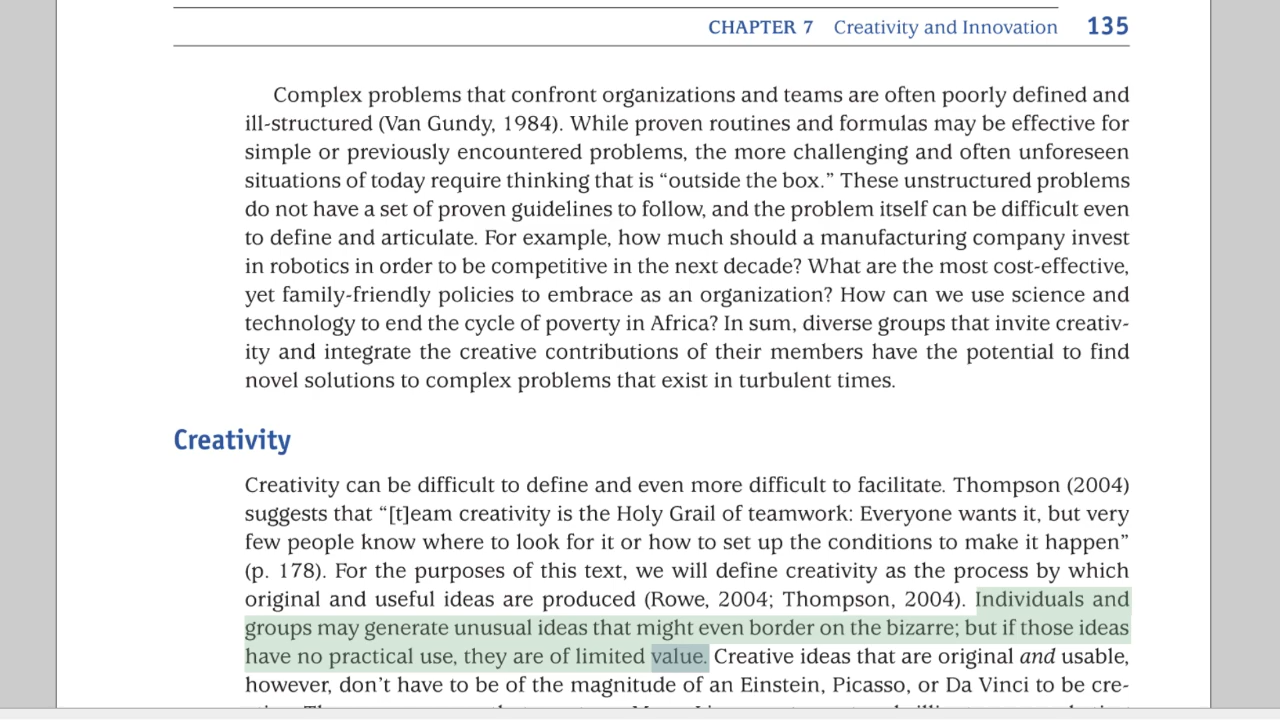 CHAPTER 7 Creativity and Innovation 135
Complex problems that confront organizations and teams are often poorly defined and
ill-structured (Van Gundy, 1984). While proven routines and formulas may be effective for
simple or previously encountered problems, the more challenging and often unforeseen
situations of today require thinking that is “outside the box.” These unstructured problems
do not have a set of proven guidelines to follow, and the problem itself can be difficult even
to define and articulate. For example, how much should a manufacturing company invest
in robotics in order to be competitive in the next decade? What are the most cost-effective,
yet family-friendly policies to embrace as an organization? How can we use science and
technology to end the cycle of poverty in Africa? In sum, diverse groups that invite creativ-
ity and integrate the creative contributions of their members have the potential to find
novel solutions to complex problems that exist in turbulent times.
Creativity
Creativity can be difficult to define and even more difficult to facilitate. Thompson (2004)
suggests that “[t]eam creativity is the Holy Grail of teamwork: Everyone wants it, but very
few people know where to look for it or how to set up the conditions to make it happen”
(p. 178). For the purposes of this text, we will define creativity as the process by which
original and useful ideas are produced (Rowe, 2004; Thompson, 2004). Individuals and
groups may generate unusual ideas that might even border on the bizarre; but if those ideas
have no practical use, they are of limited value. Creative ideas that are original and usable,
however, don’t have to be of the magnitude of an Einstein, Picasso, or Da Vinci to be cre-